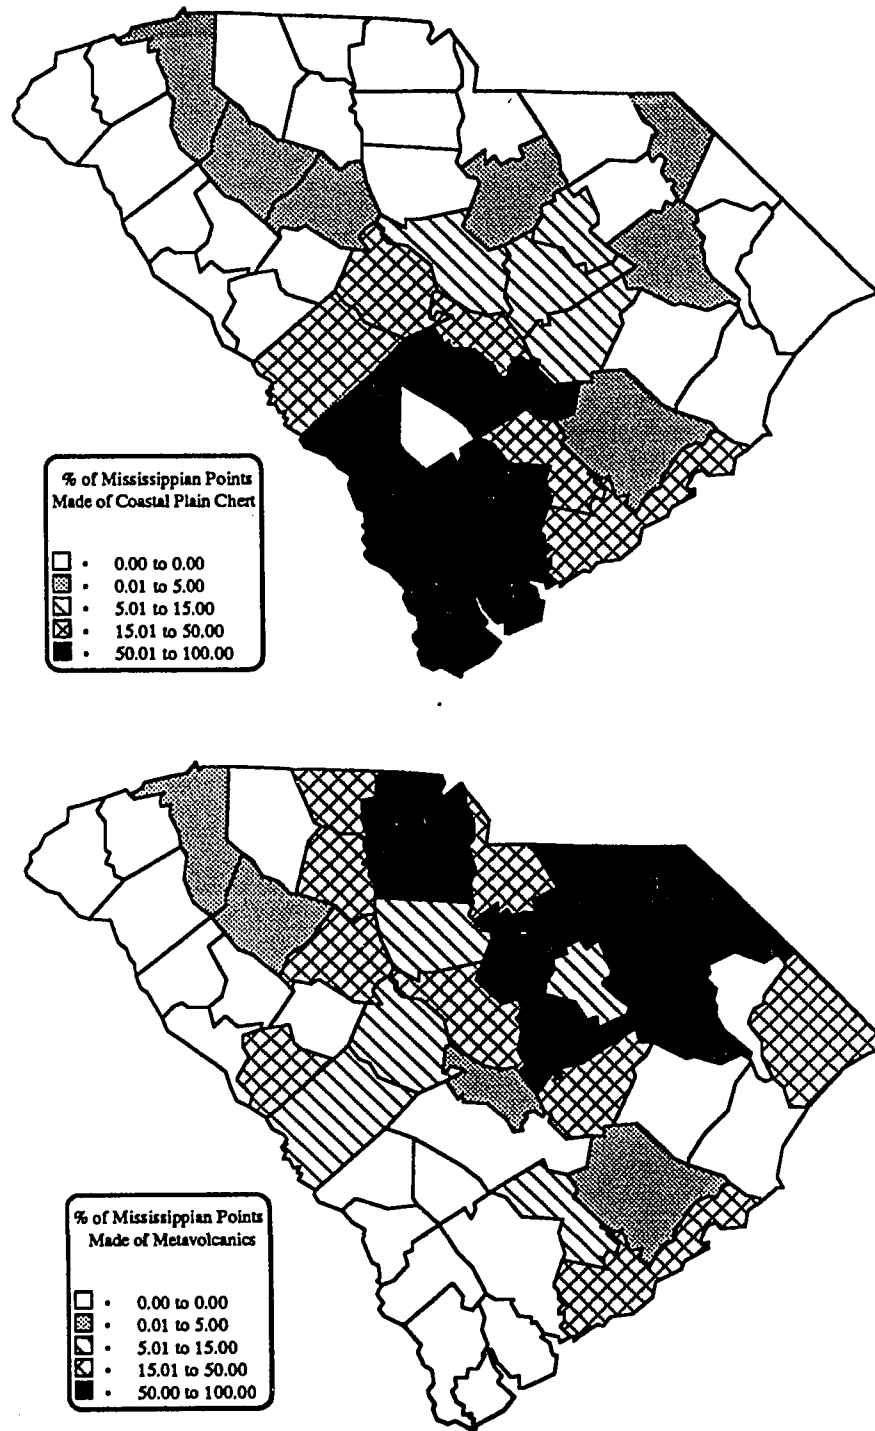 % of Mississippian Points
Made of Coastal Plain Chert
0.00 to 0.00
0.01 to 5.00
5.01 to 15.00
15.01 to 50.00
50.01 to 100.00
% of Mississippian Points
Made of Metavolcanics
0.00 to 0.00
0.01 to 5.00
5.01 to 15.00
15.01 to 50.00
50.00 to 100.00